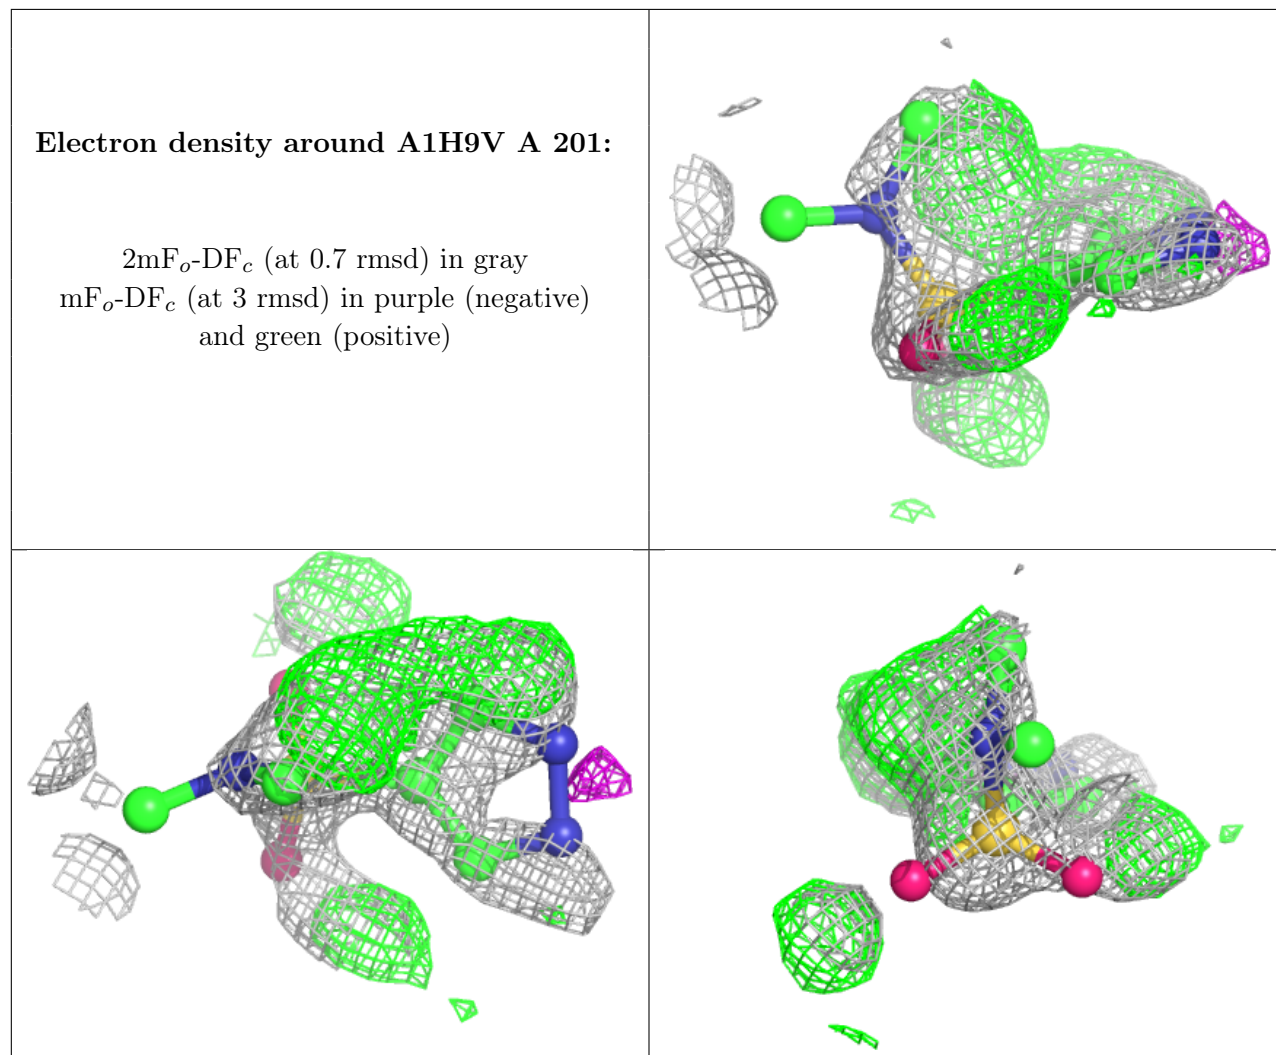 Electron density around A1H9V A 201:
2mFo-DFc (at 0.7 rmsd) in gray
mFo-DFc (at 3 rmsd) in purple (negative)
and green (positive)